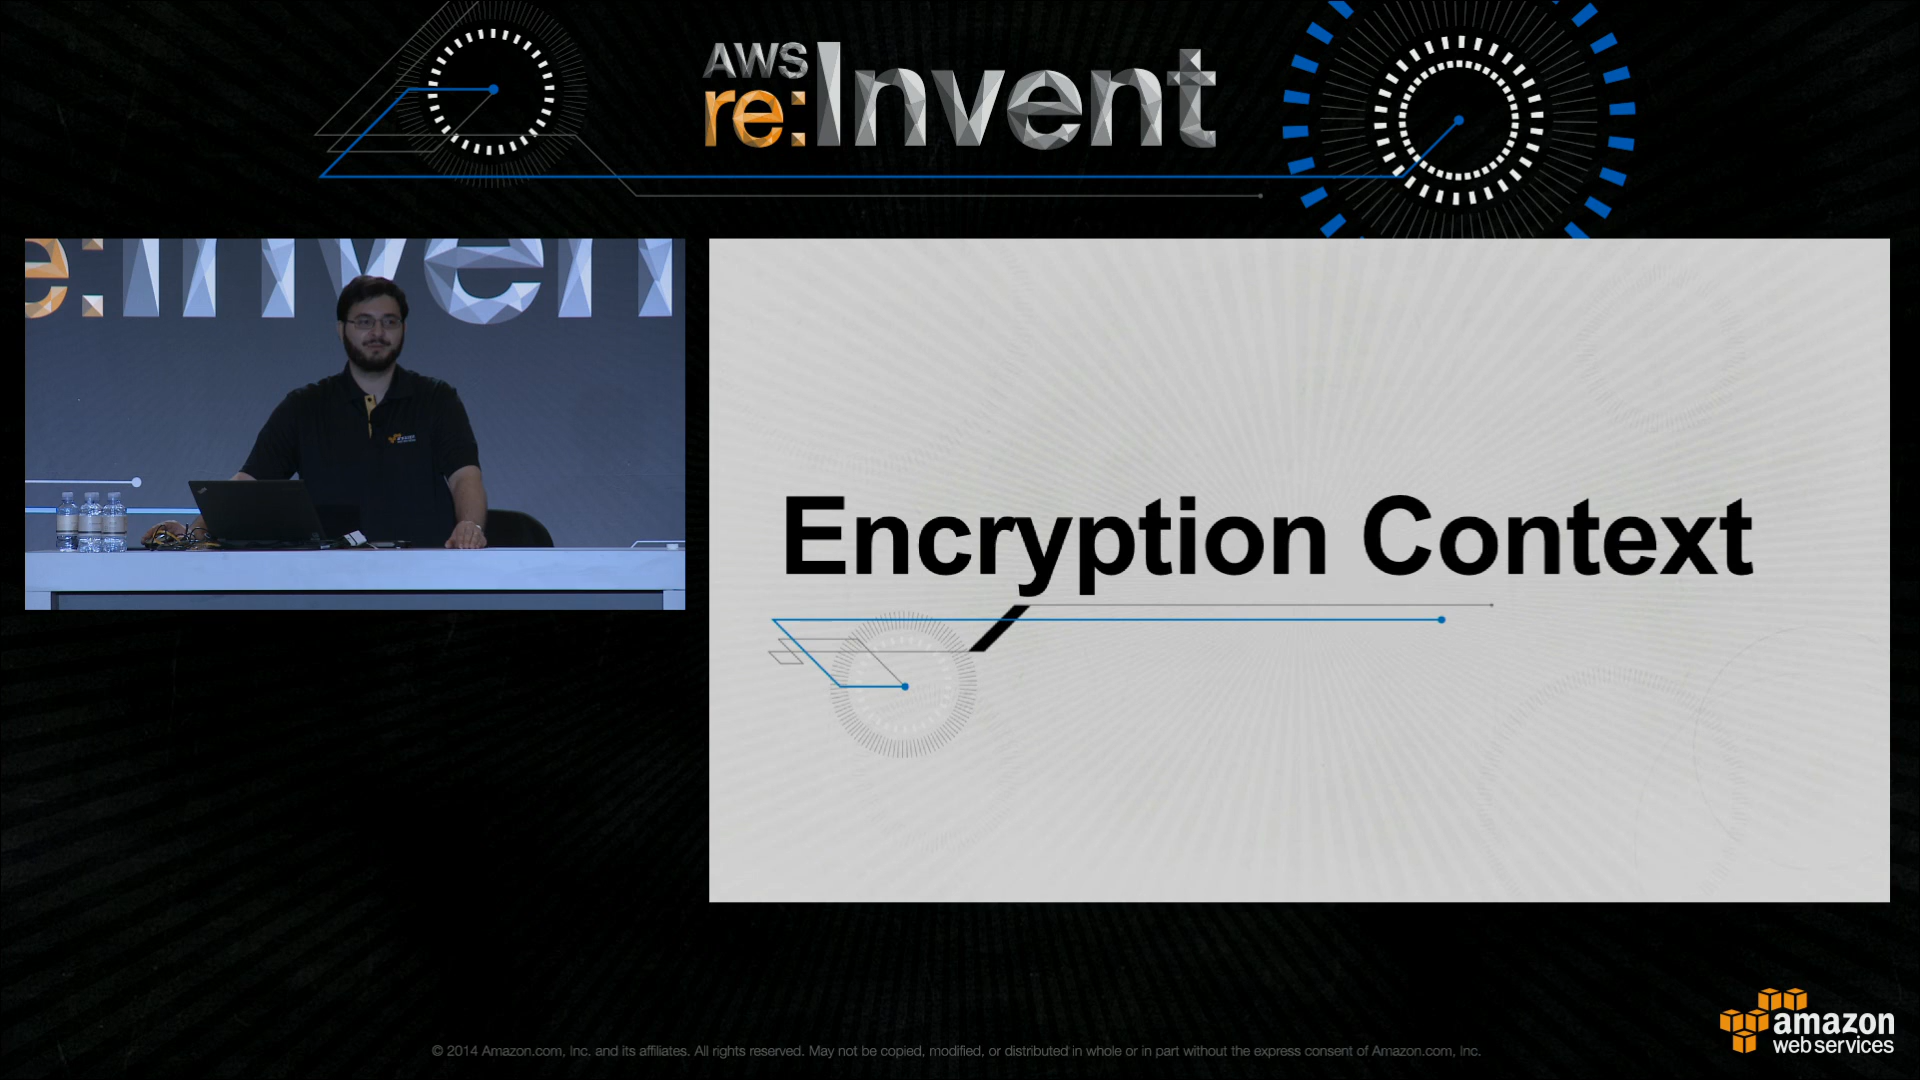 AWS
re:Invent
e:Inven
Encryption Context
amazon
web services
© 2014 Amazon.com, Inc. and its affiliates. All rights reserved. May not be copied, modified, or distributed in whole or in part without the express consent of Amazon.com, Inc.